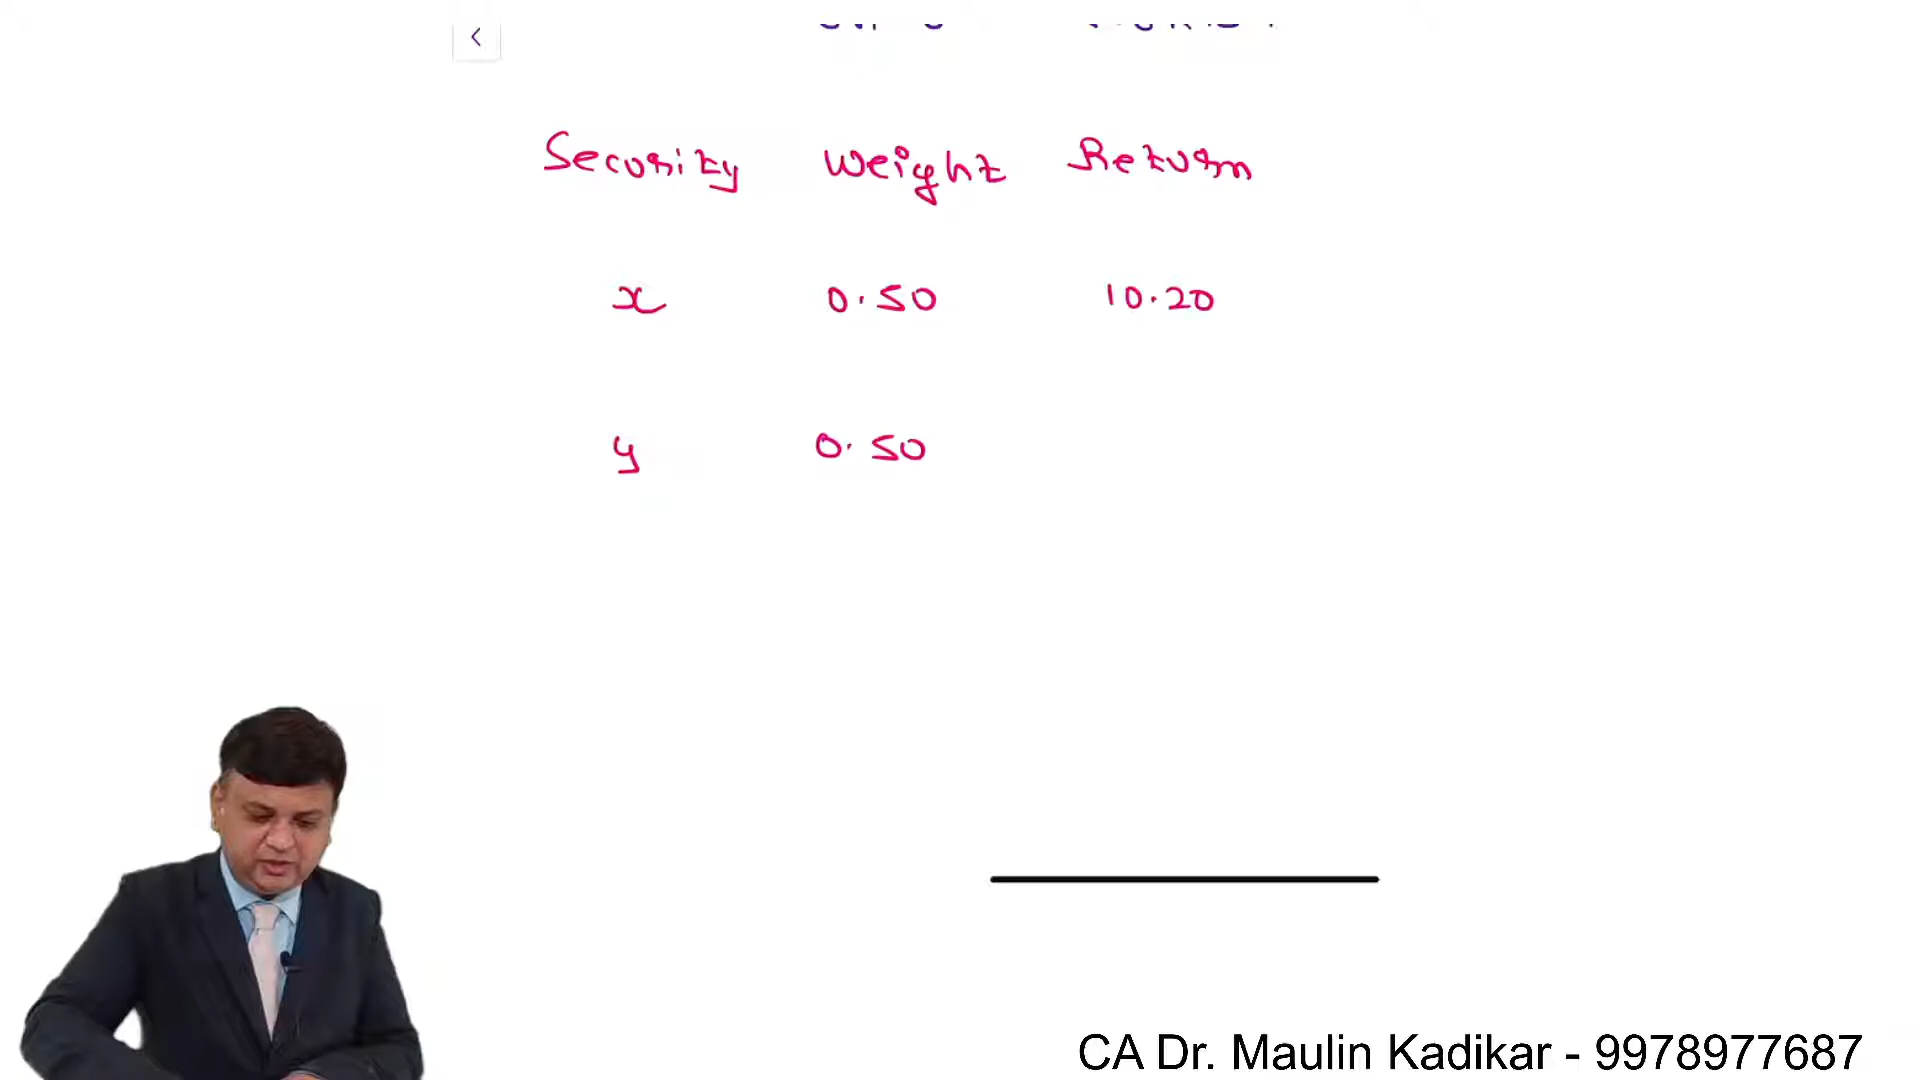 Security Weight Return
x 0.50 10.20
y 0.50
CA Dr. Maulin Kadikar - 9978977687